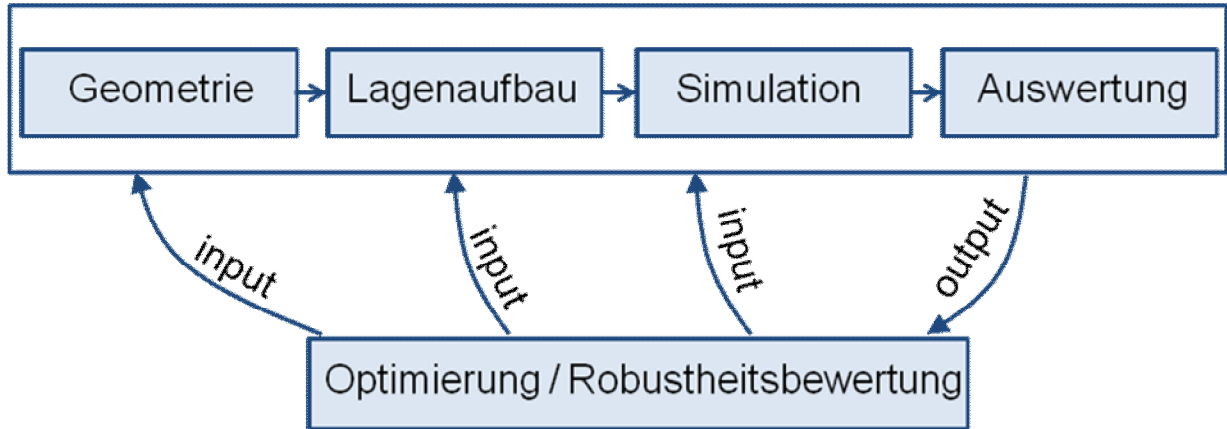 Geometrie
Lagenaufbau
Simulation
Auswertung
input
input
input
output
Optimierung / Robustheitsbewertung